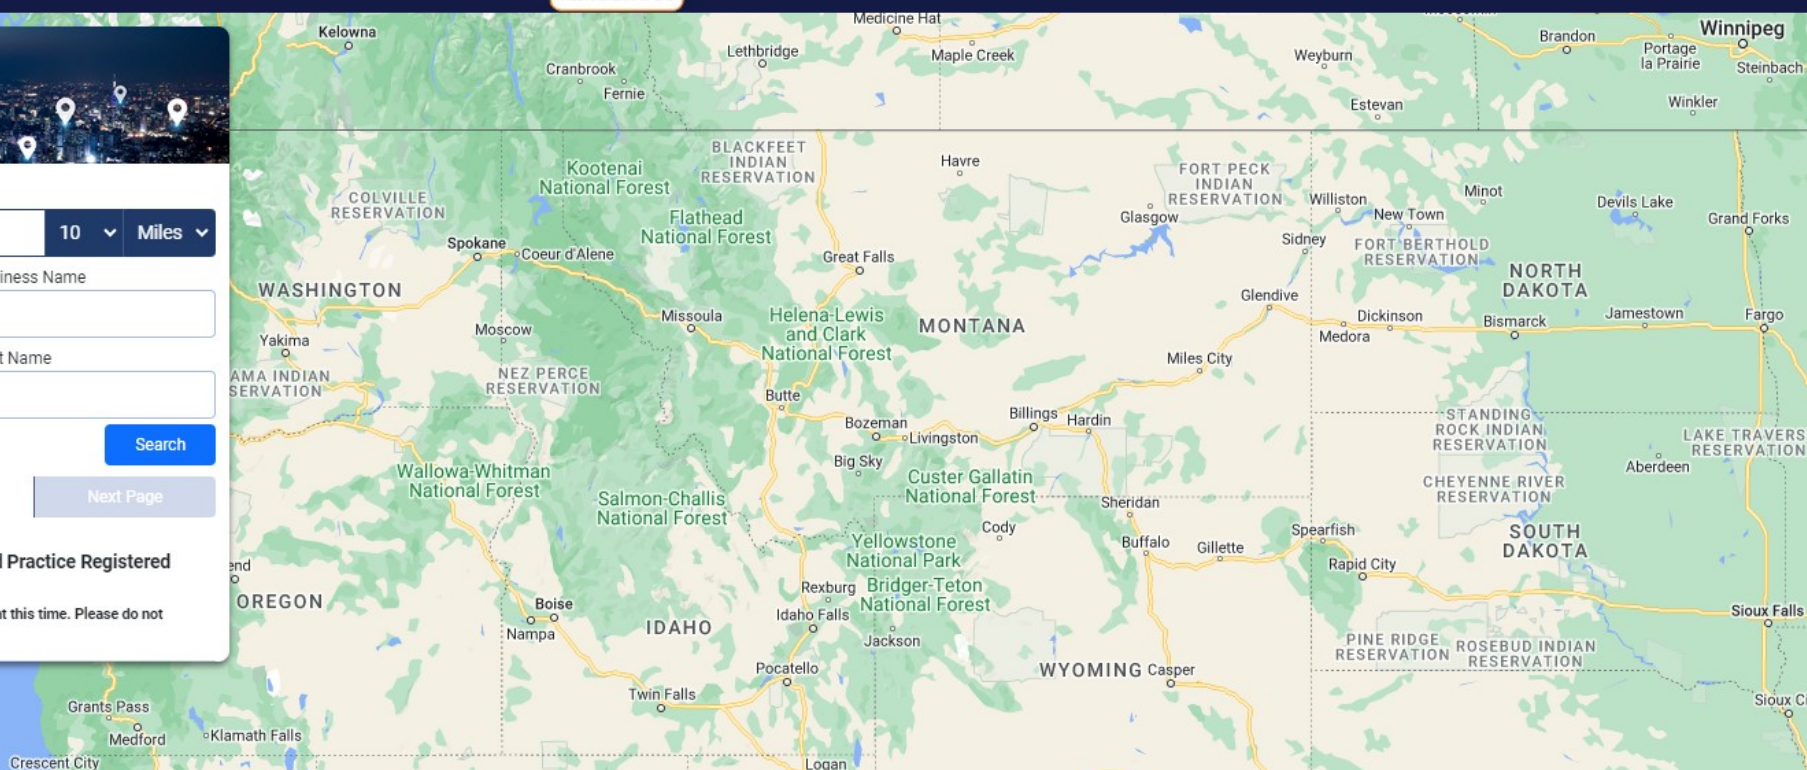 10
Miles
iness Name
t Name
Search
Next Page
l Practice Registered
at this time. Please do not
Kelowna
Cranbrook
Fernie
Lethbridge
Medicine Hat
Maple Creek
Weyburn
Estevan
Brandon
Portage
la Prairie
Winnipeg
Steinbach
Winkler
COLVILLE
RESERVATION
Kootenai
National Forest
BLACKFEET
INDIAN
RESERVATION
Flathead
National Forest
Havre
FORT PECK
INDIAN
RESERVATION
Glasgow
Williston
Minot
New Town
Devils Lake
Grand Forks
Spokane
Coeur d'Alene
Great Falls
Sidney
FORT BERTHOLD
RESERVATION
NORTH
DAKOTA
WASHINGTON
Yakima
Moscow
Missoula
Helena-Lewis
and Clark
National Forest
MONTANA
Glendive
Dickinson
Medora
Bismarck
Jamestown
Fargo
Miles City
AMA INDIAN
SERVATION
NEZ PERCE
RESERVATION
Butte
Bozeman
Livingston
Billings
Hardin
STANDING
ROCK INDIAN
RESERVATION
LAKE TRAVERS
RESERVATION
Aberdeen
Big Sky
Wallowa-Whitman
National Forest
Salmon-Challis
National Forest
Custer Gallatin
National Forest
CHEYENNE RIVER
RESERVATION
Sheridan
Cody
Yellowstone
National Park
Buffalo
Gillette
Spearfish
Rapid City
SOUTH
DAKOTA
end
OREGON
Boise
Nampa
IDAHO
Rexburg
Bridger-Teton
National Forest
Idaho Falls
Jackson
Sioux Falls
PINE RIDGE
RESERVATION
ROSEBUD INDIAN
RESERVATION
Pocatello
WYOMING
Casper
Twin Falls
Grants Pass
Medford
Klamath Falls
Sioux Ci
Crescent City
Logan